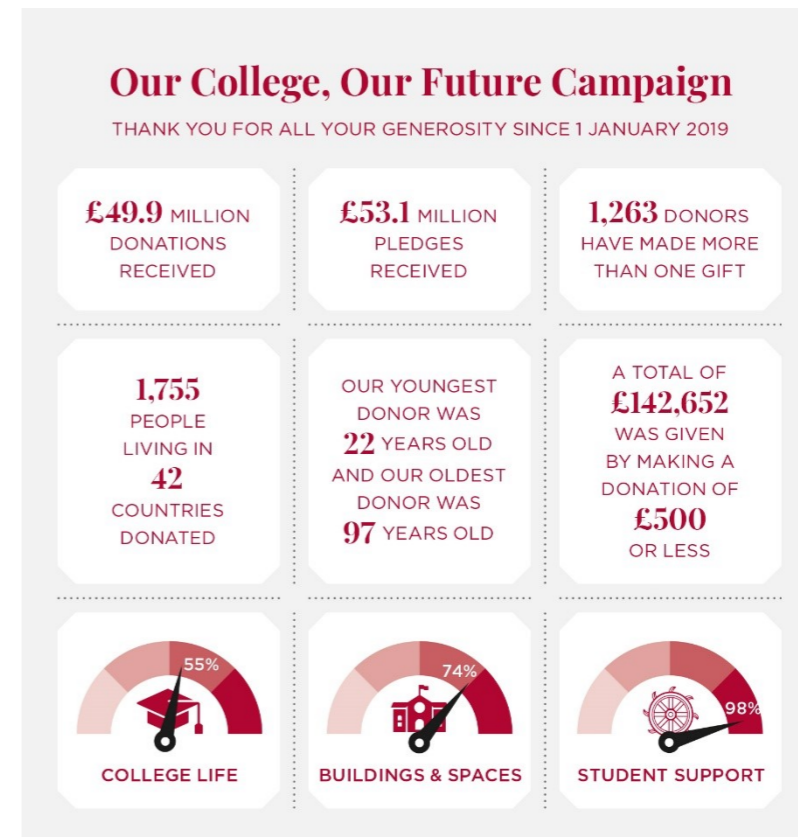 Our College, Our Future Campaign
THANK YOU FOR ALL YOUR GENEROSITY SINCE 1 JANUARY 2019
£49.9 MILLION
DONATIONS
RECEIVED
£53.1 MILLION
PLEDGES
RECEIVED
1,263 DONORS
HAVE MADE MORE
THAN ONE GIFT
1,755
PEOPLE
LIVING IN
42
COUNTRIES
DONATED
OUR YOUNGEST
DONOR WAS
22 YEARS OLD
AND OUR OLDEST
DONOR WAS
97 YEARS OLD
A TOTAL OF
£142,652
WAS GIVEN
BY MAKING A
DONATION OF
£500
OR LESS
55%
COLLEGE LIFE
74%
BUILDINGS & SPACES
98%
STUDENT SUPPORT